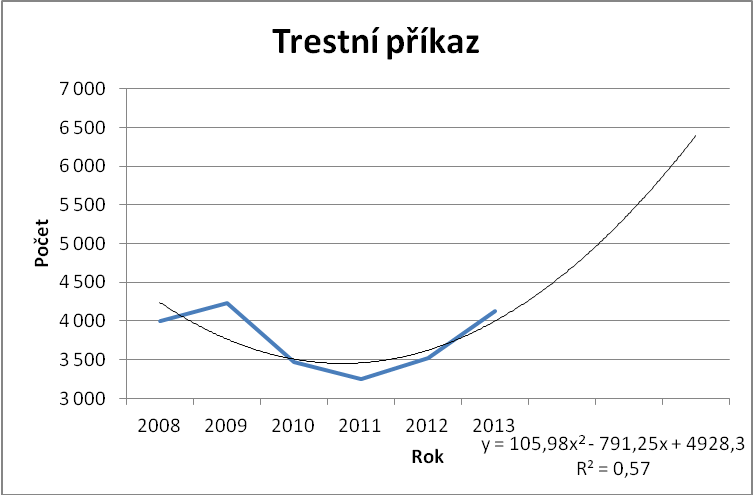 Trestní příkaz
7 000
6 500
6 000
5 500
5 000
4 500
4 000
3 500
3 000
Počet
2008 2009 2010 2011 2012 2013
Rok
y = 105,98x² - 791,25x + 4928,3
R² = 0,57